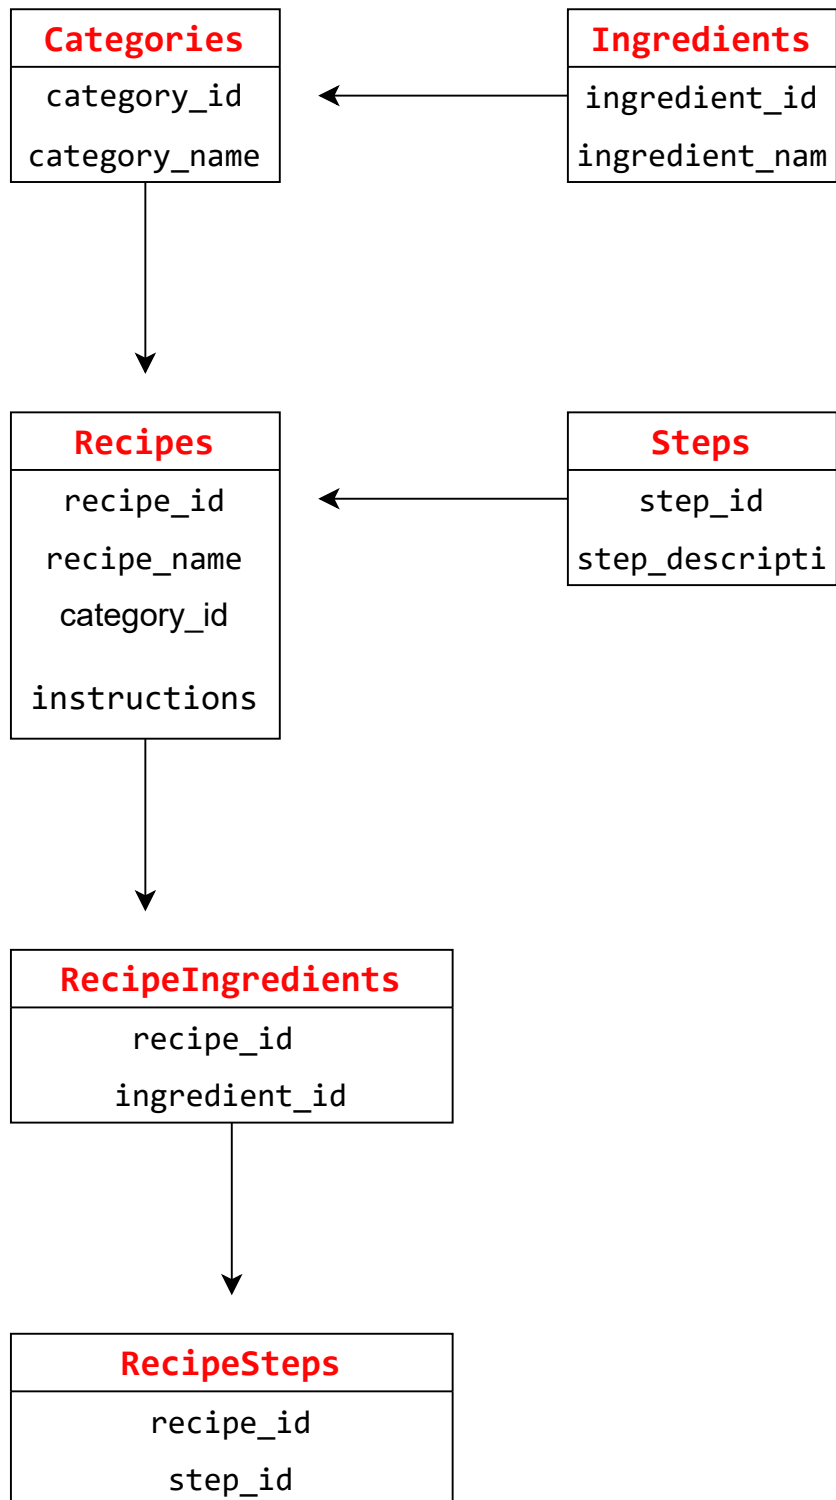 Categories
category_id
category_name
Ingredients
ingredient_id
ingredient_nam
Recipes
recipe_id
recipe_name
category_id
instructions
Steps
step_id
step_descripti
RecipeIngredients
recipe_id
ingredient_id
RecipeSteps
recipe_id
step_id